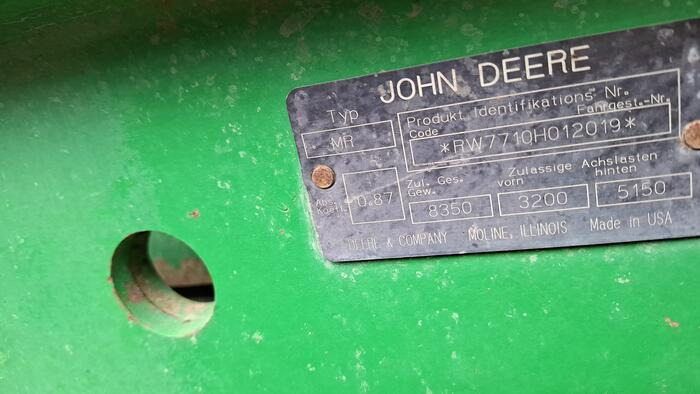 JOHN DEERE
Typ
MR
Produkt Identifikations Nr.
Code
Fahrgest.-Nr.
*RW7710H012019*
Abs.
Koeff.
0.87
Zul. Ges.
Gew.
8350
Zulassige Achslasten
vorn
hinten
3200
5150
DEERE & COMPANY MOLINE, ILLINOIS Made in USA